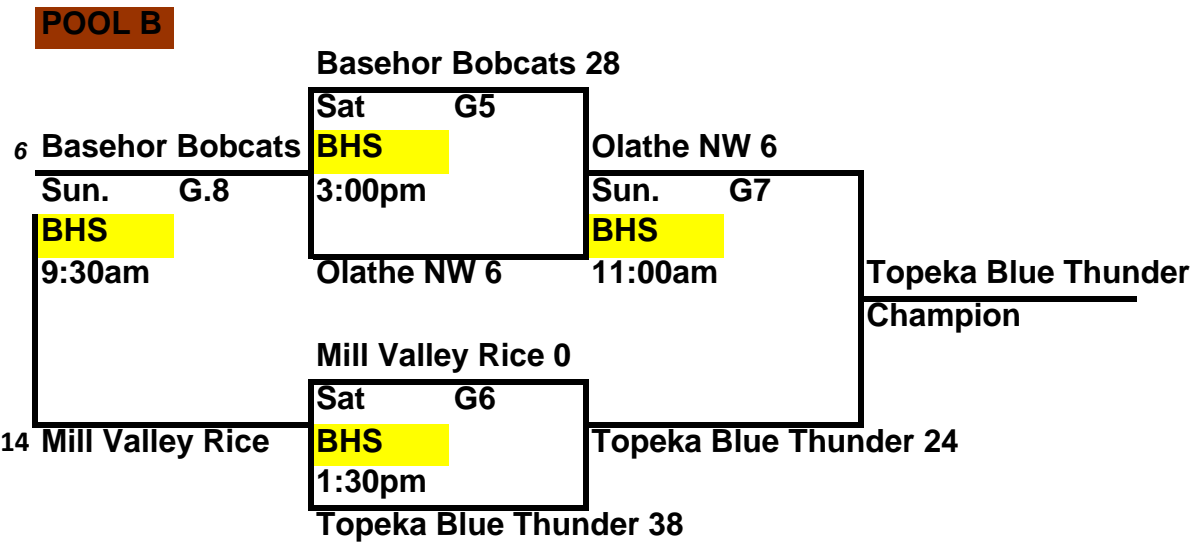 POOL B
Basehor Bobcats 28
Sat G5
6 Basehor Bobcats BHS Olathe NW 6
Sun. G.8 3:00pm Sun. G7
BHS BHS
9:30am Olathe NW 6 11:00am Topeka Blue Thunder
Champion
Mill Valley Rice 0
Sat G6
14 Mill Valley Rice BHS Topeka Blue Thunder 24
1:30pm
Topeka Blue Thunder 38